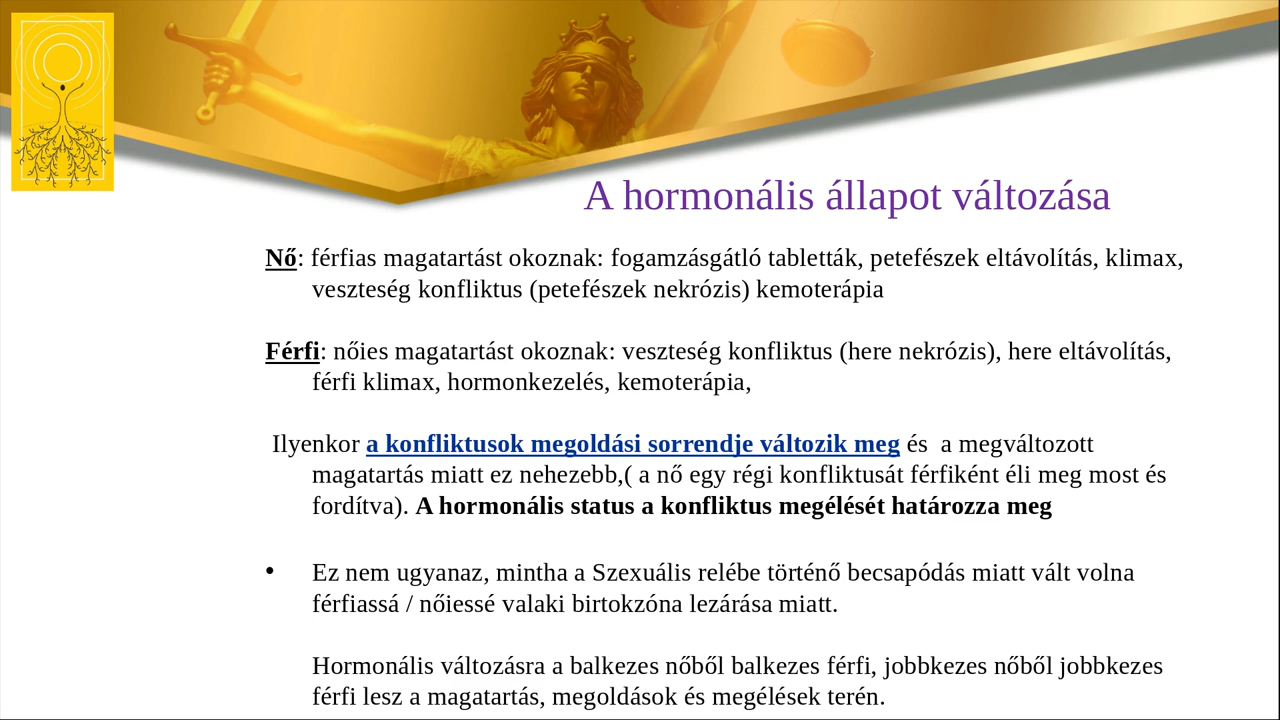 A hormonális állapot változása
Nő: férfias magatartást okoznak: fogamzásgátló tabletták, petefészek eltávolítás, klimax,
veszteség konfliktus (petefészek nekrózis) kemoterápia
Férfi: nőies magatartást okoznak: veszteség konfliktus (here nekrózis), here eltávolítás,
férfi klimax, hormonkezelés, kemoterápia,
Ilyenkor a konfliktusok megoldási sorrendje változik meg és  a megváltozott
magatartás miatt ez nehezebb,( a nő egy régi konfliktusát férfiként éli meg most és
fordítva). A hormonális status a konfliktus megélését határozza meg
• Ez nem ugyanaz, mintha a Szexuális relébe történő becsapódás miatt vált volna
férfiassá / nőiessé valaki birtokzóna lezárása miatt.
Hormonális változásra a balkezes nőből balkezes férfi, jobbkezes nőből jobbkezes
férfi lesz a magatartás, megoldások és megélések terén.